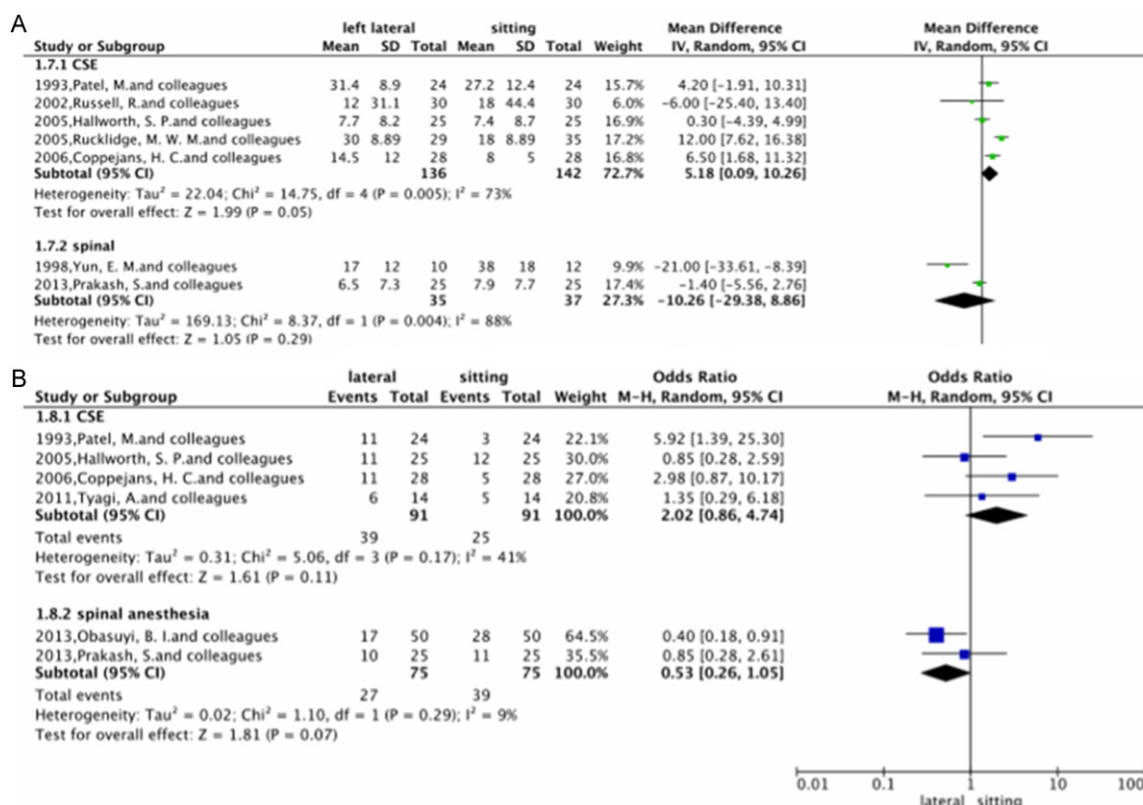 A
left lateral sitting Mean Difference Mean Difference
Study or Subgroup Mean SD Total Mean SD Total Weight IV, Random, 95% CI IV, Random, 95% CI
1.7.1 CSE
1993,Patel, M.and colleagues 31.4 8.9 24 27.2 12.4 24 15.7% 4.20 [-1.91, 10.31]
2002,Russell, R.and colleagues 12 31.1 30 18 44.4 30 6.0% -6.00 [-25.40, 13.40]
2005,Hallworth, S. P.and colleagues 7.7 8.2 25 7.4 8.7 25 16.9% 0.30 [-4.39, 4.99]
2005,Rucklidge, M. W. M.and colleagues 30 8.89 29 18 8.89 35 17.2% 12.00 [7.62, 16.38]
2006,Coppejans, H. C.and colleagues 14.5 12 28 8 5 28 16.8% 6.50 [1.68, 11.32]
Subtotal (95% CI) 136 142 72.7% 5.18 [0.09, 10.26]
Heterogeneity: Tau² = 22.04; Chi² = 14.75, df = 4 (P = 0.005); I² = 73%
Test for overall effect: Z = 1.99 (P = 0.05)
1.7.2 spinal
1998,Yun, E. M.and colleagues 17 12 10 38 18 12 9.9% -21.00 [-33.61, -8.39]
2013,Prakash, S.and colleagues 6.5 7.3 25 7.9 7.7 25 17.4% -1.40 [-5.56, 2.76]
Subtotal (95% CI) 35 37 27.3% -10.26 [-29.38, 8.86]
Heterogeneity: Tau² = 169.13; Chi² = 8.37, df = 1 (P = 0.004); I² = 88%
Test for overall effect: Z = 1.05 (P = 0.29)
B
lateral sitting Odds Ratio Odds Ratio
Study or Subgroup Events Total Events Total Weight M-H, Random, 95% CI M-H, Random, 95% CI
1.8.1 CSE
1993,Patel, M.and colleagues 11 24 3 24 22.1% 5.92 [1.39, 25.30]
2005,Hallworth, S. P.and colleagues 11 25 12 25 30.0% 0.85 [0.28, 2.59]
2006,Coppejans, H. C.and colleagues 11 28 5 28 27.0% 2.98 [0.87, 10.17]
2011,Tyagi, A.and colleagues 6 14 5 14 20.8% 1.35 [0.29, 6.18]
Subtotal (95% CI) 91 91 100.0% 2.02 [0.86, 4.74]
Total events 39 25
Heterogeneity: Tau² = 0.31; Chi² = 5.06, df = 3 (P = 0.17); I² = 41%
Test for overall effect: Z = 1.61 (P = 0.11)
1.8.2 spinal anesthesia
2013,Obasuyi, B. I.and colleagues 17 50 28 50 64.5% 0.40 [0.18, 0.91]
2013,Prakash, S.and colleagues 10 25 11 25 35.5% 0.85 [0.28, 2.61]
Subtotal (95% CI) 75 75 100.0% 0.53 [0.26, 1.05]
Total events 27 39
Heterogeneity: Tau² = 0.02; Chi² = 1.10, df = 1 (P = 0.29); I² = 9%
Test for overall effect: Z = 1.81 (P = 0.07)
0.01 0.1 1 10 100
lateral sitting